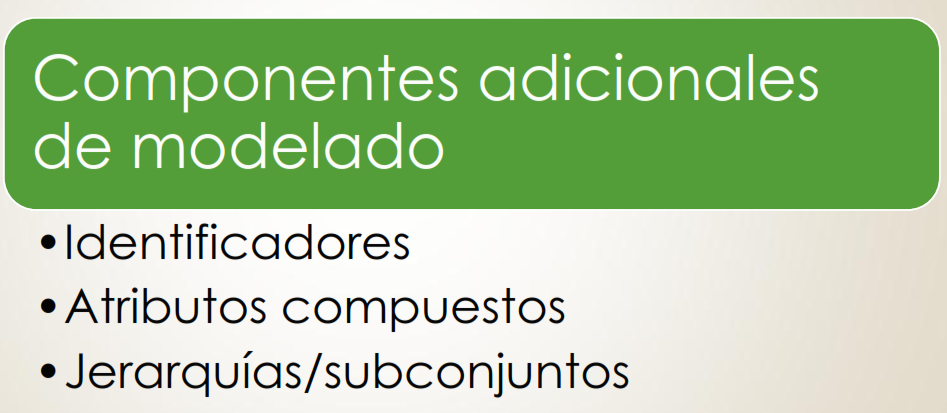 Componentes adicionales
de modelado
•Identificadores
•Atributos compuestos
•Jerarquías/subconjuntos